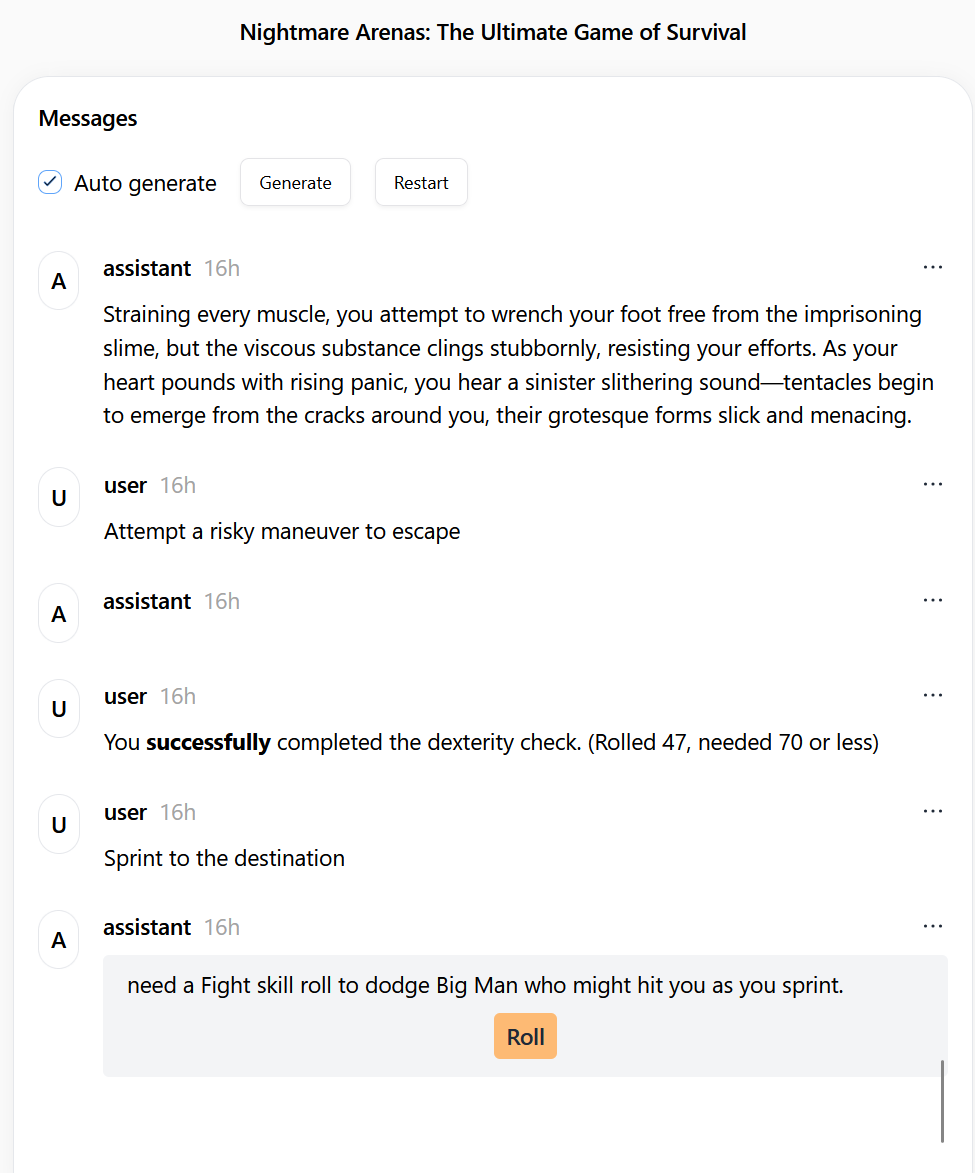 Nightmare Arenas: The Ultimate Game of Survival
Messages
Auto generate
Generate
Restart
A
assistant 16h
...
Straining every muscle, you attempt to wrench your foot free from the imprisoning
slime, but the viscous substance clings stubbornly, resisting your efforts. As your
heart pounds with rising panic, you hear a sinister slithering sound—tentacles begin
to emerge from the cracks around you, their grotesque forms slick and menacing.
U
user 16h
...
Attempt a risky maneuver to escape
A
assistant 16h
...
U
user 16h
...
You successfully completed the dexterity check. (Rolled 47, needed 70 or less)
U
user 16h
...
Sprint to the destination
A
assistant 16h
...
need a Fight skill roll to dodge Big Man who might hit you as you sprint.
Roll